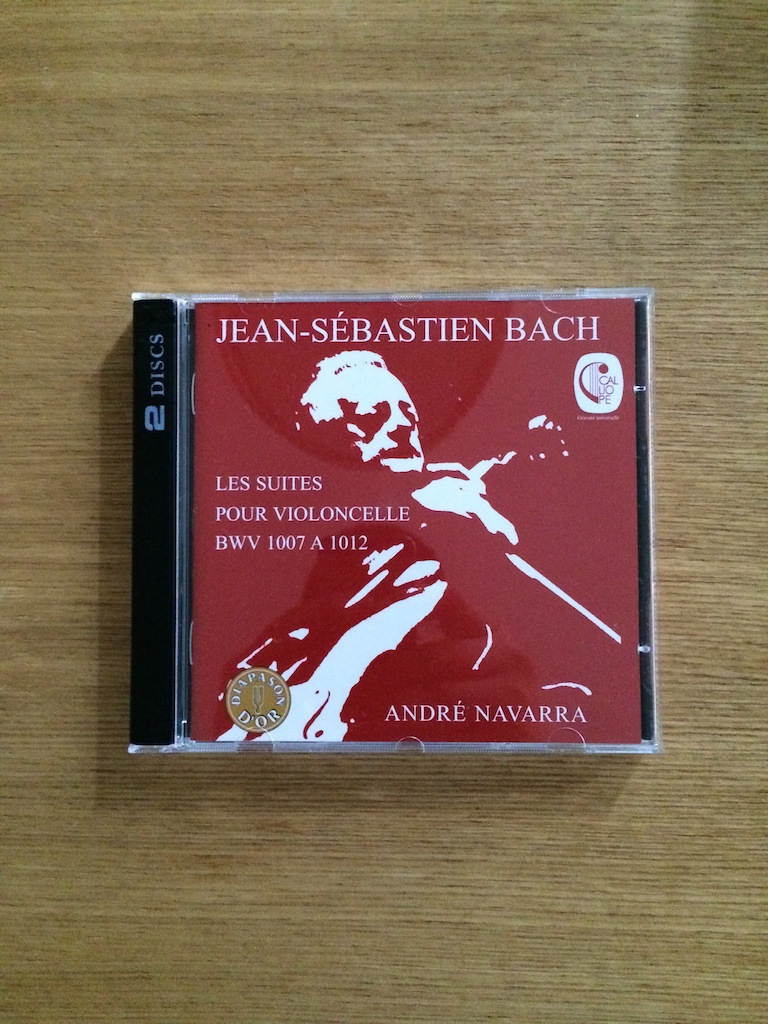 2 DISCS
JEAN-SÉBASTIEN BACH
CAL
LIO
PE
LES SUITES
POUR VIOLONCELLE
BWV 1007 A 1012
DIAPASON
D'OR
ANDRÉ NAVARRA